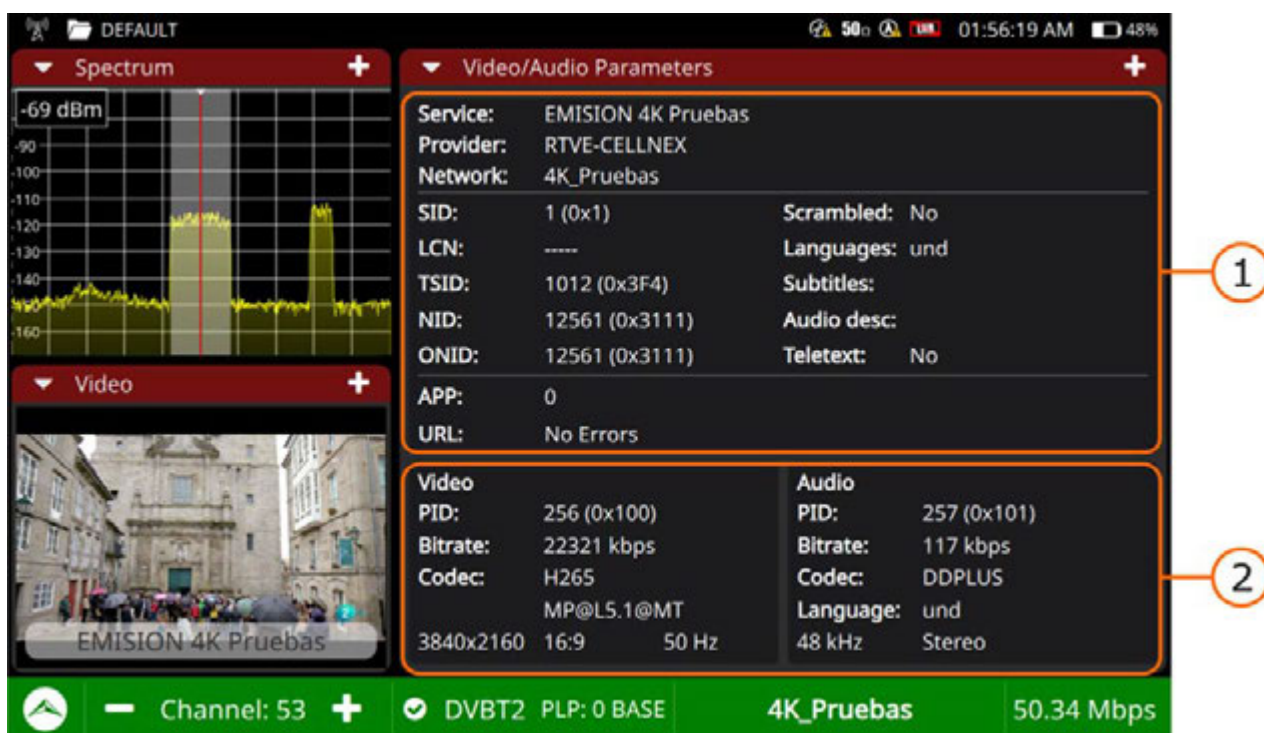 DEFAULT 50Ω 01:56:19 AM 48%
Spectrum
-69 dBm
-90
-100
-110
-120
-130
-140
-160
Video
EMISION 4K Pruebas
Video/Audio Parameters
Service: EMISION 4K Pruebas
Provider: RTVE-CELLNEX
Network: 4K_Pruebas
SID: 1 (0x1) Scrambled: No
LCN: ----- Languages: und
TSID: 1012 (0x3F4) Subtitles:
NID: 12561 (0x3111) Audio desc:
ONID: 12561 (0x3111) Teletext: No
APP: 0
URL: No Errors
1
Video Audio
PID: 256 (0x100) PID: 257 (0x101)
Bitrate: 22321 kbps Bitrate: 117 kbps
Codec: H265 Codec: DDPLUS
MP@L5.1@MT Language: und
3840x2160 16:9 50 Hz 48 kHz Stereo
2
Channel: 53 DVBT2 PLP: 0 BASE 4K_Pruebas 50.34 Mbps